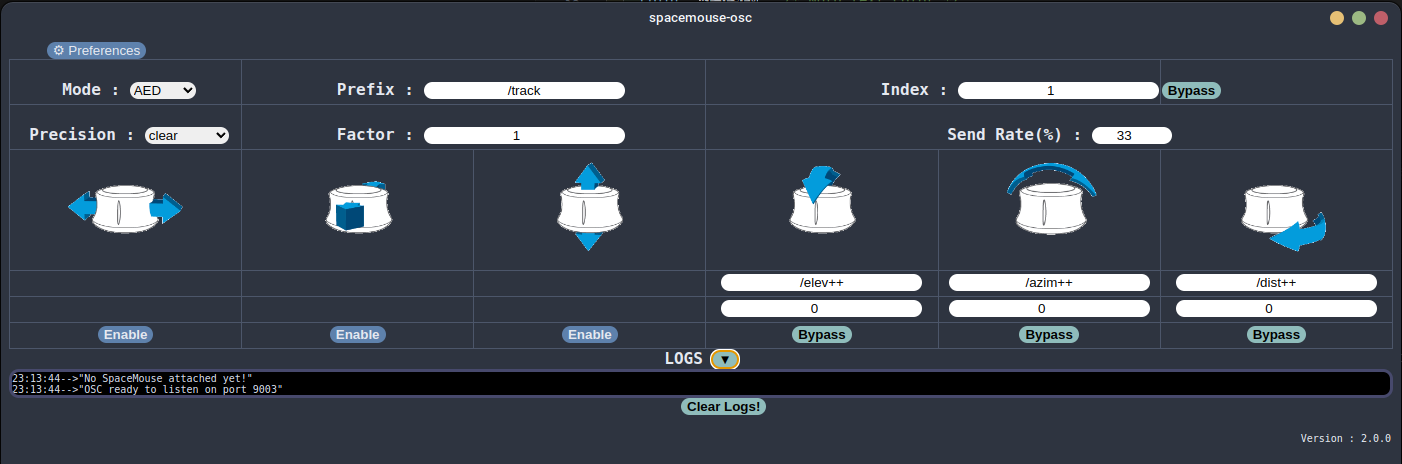 spacemouse-osc
⚙ Preferences
Mode : AED Prefix : /track Index : 1 Bypass
Precision : clear Factor : 1 Send Rate(%) : 33
/elev++ /azim++ /dist++
0 0 0
Enable Enable Enable Bypass Bypass Bypass
LOGS ▼
23:13:44-->"No SpaceMouse attached yet!"
23:13:44-->"OSC ready to listen on port 9003"
Clear Logs!
Version : 2.0.0